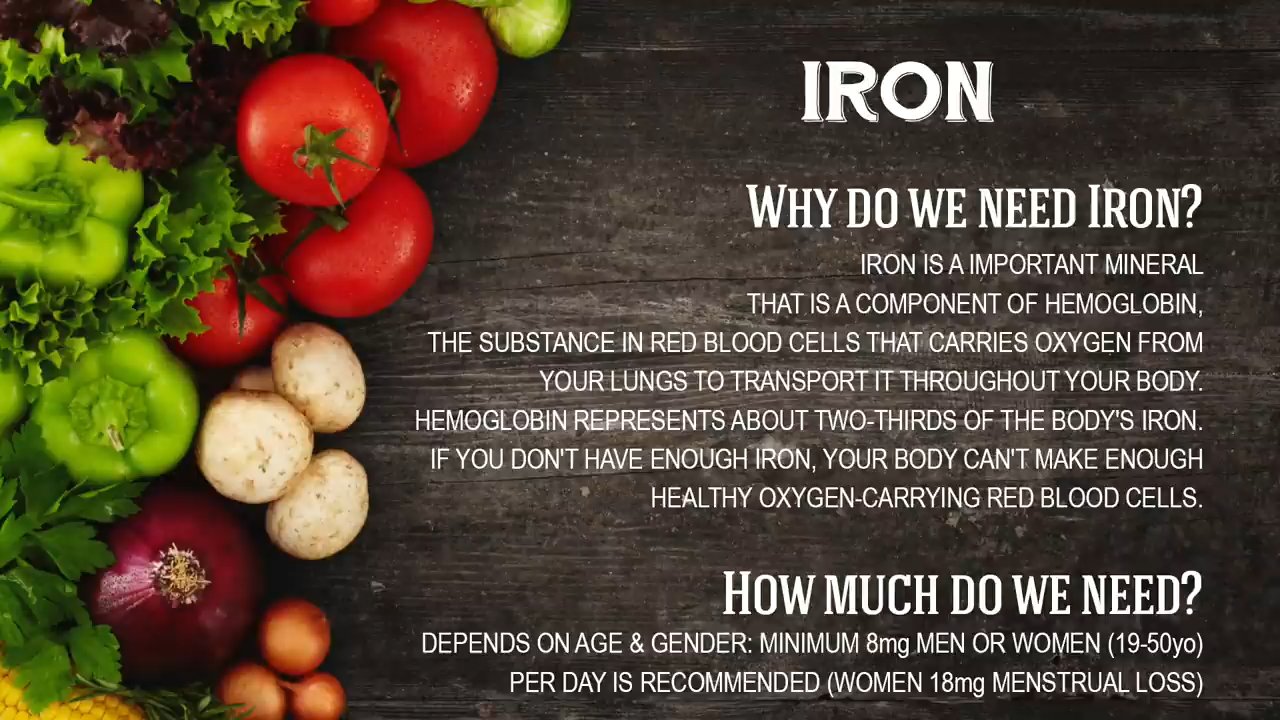 IRON
WHY DO WE NEED IRON?
IRON IS A IMPORTANT MINERAL
THAT IS A COMPONENT OF HEMOGLOBIN,
THE SUBSTANCE IN RED BLOOD CELLS THAT CARRIES OXYGEN FROM
YOUR LUNGS TO TRANSPORT IT THROUGHOUT YOUR BODY.
HEMOGLOBIN REPRESENTS ABOUT TWO-THIRDS OF THE BODY'S IRON.
IF YOU DON'T HAVE ENOUGH IRON, YOUR BODY CAN'T MAKE ENOUGH
HEALTHY OXYGEN-CARRYING RED BLOOD CELLS.
HOW MUCH DO WE NEED?
DEPENDS ON AGE & GENDER: MINIMUM 8mg MEN OR WOMEN (19-50yo)
PER DAY IS RECOMMENDED (WOMEN 18mg MENSTRUAL LOSS)